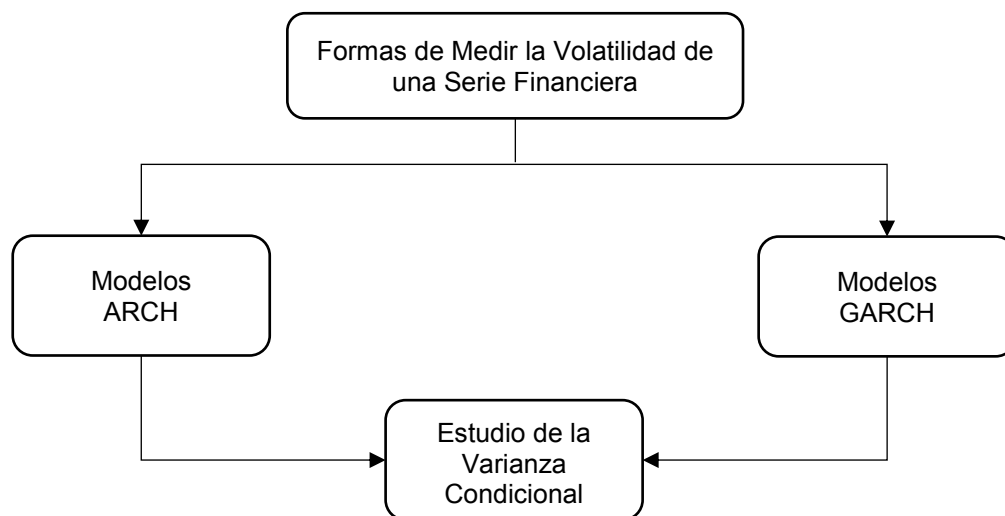 Formas de Medir la Volatilidad de
una Serie Financiera
Modelos
ARCH
Modelos
GARCH
Estudio de la
Varianza
Condicional